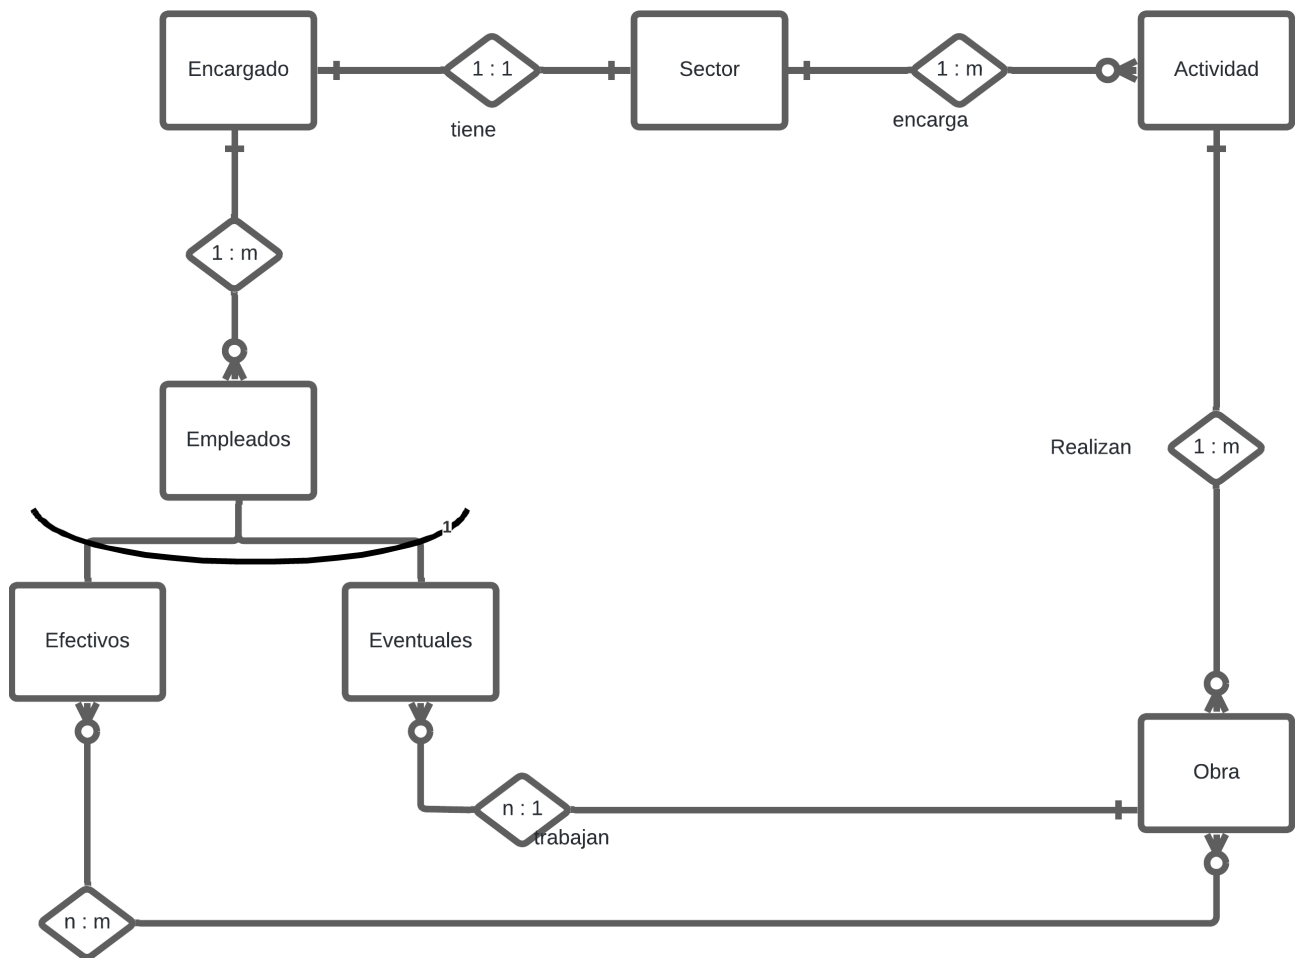 Encargado
1 : 1
Sector
1 : m
Actividad
tiene
encarga
1 : m
Empleados
Realizan
1 : m
1
Efectivos
Eventuales
Obra
n : 1
trabajan
n : m